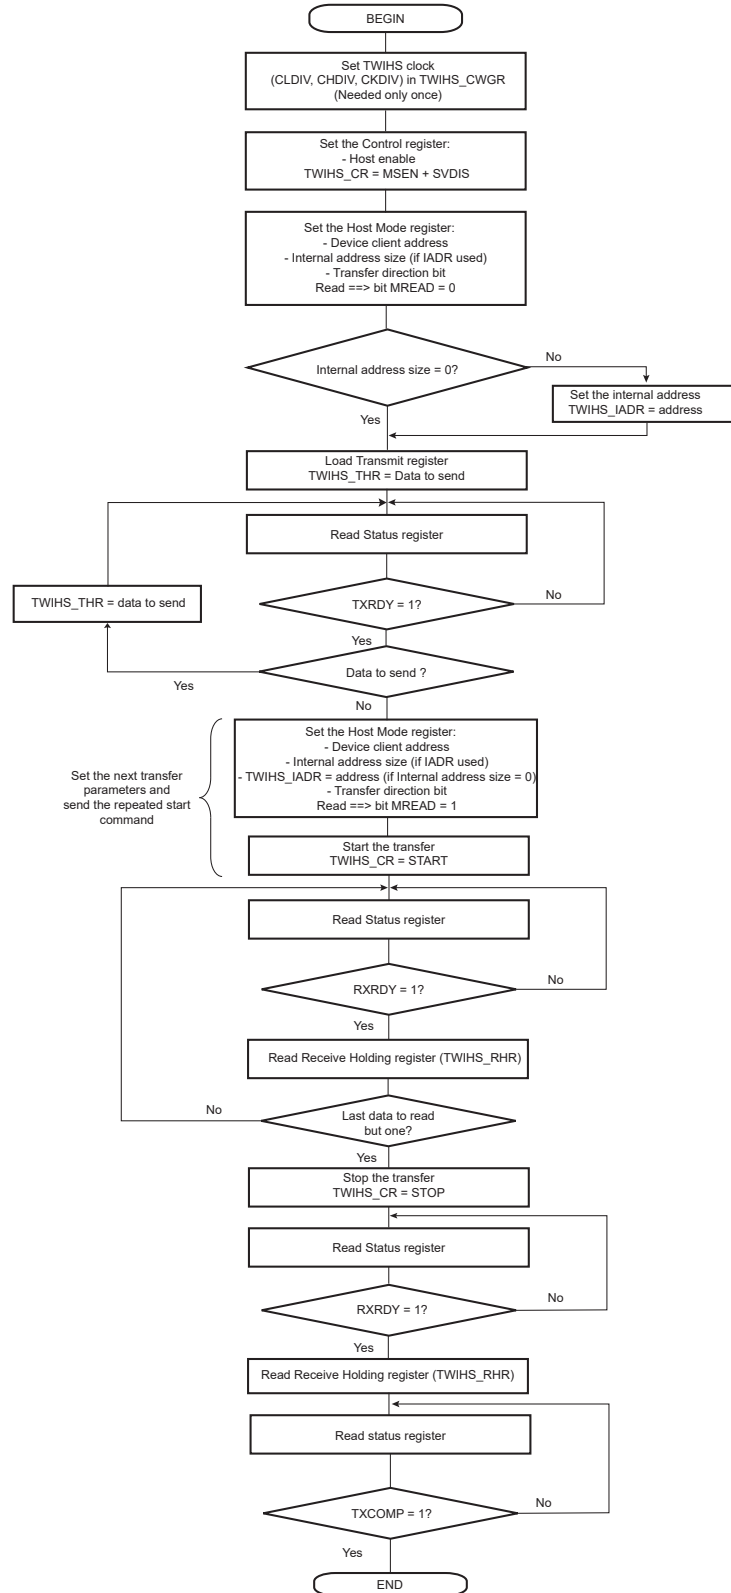 BEGIN
Set TWIHS clock
(CLDIV, CHDIV, CKDIV) in TWIHS_CWGR
(Needed only once)
Set the Control register:
- Host enable
TWIHS_CR = MSEN + SVDIS
Set the Host Mode register:
- Device client address
- Internal address size (if IADR used)
- Transfer direction bit
Read ==> bit MREAD = 0
Internal address size = 0?
No
Set the internal address
TWIHS_IADR = address
Yes
Load Transmit register
TWIHS_THR = Data to send
Read Status register
TWIHS_THR = data to send
TXRDY = 1?
No
Yes
Data to send ?
Yes
No
Set the next transfer
parameters and
send the repeated start
command
Set the Host Mode register:
- Device client address
- Internal address size (if IADR used)
- TWIHS_IADR = address (if Internal address size = 0)
- Transfer direction bit
Read ==> bit MREAD = 1
Start the transfer
TWIHS_CR = START
Read Status register
RXRDY = 1?
No
Yes
Read Receive Holding register (TWIHS_RHR)
No
Last data to read
but one?
Yes
Stop the transfer
TWIHS_CR = STOP
Read Status register
RXRDY = 1?
No
Yes
Read Receive Holding register (TWIHS_RHR)
Read status register
TXCOMP = 1?
No
Yes
END